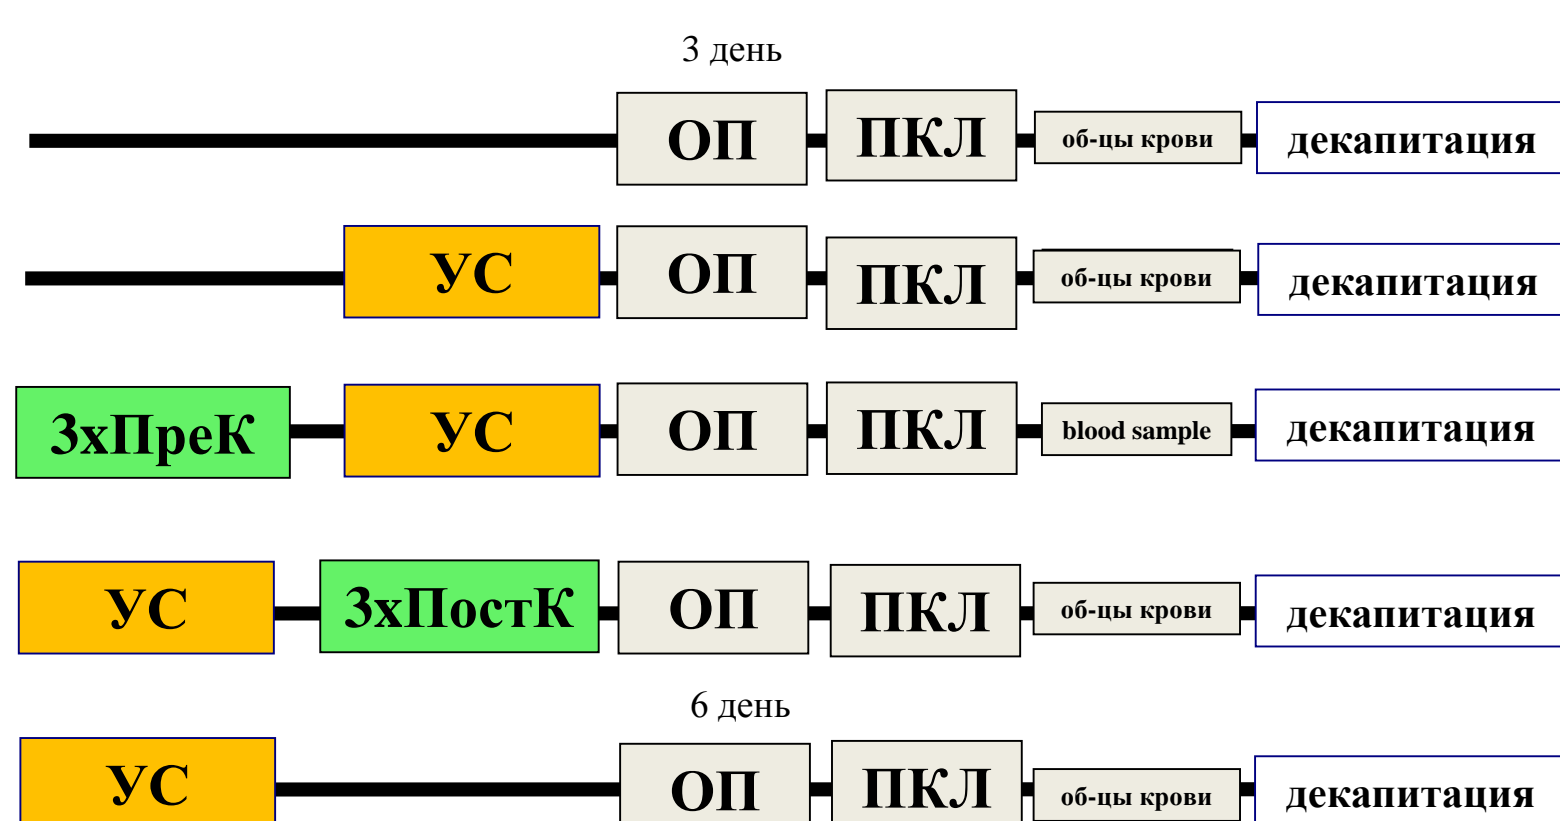 3 день
ОП ПКЛ об-цы крови декапитация
УС ОП ПКЛ об-цы крови декапитация
3хПреК УС ОП ПКЛ blood sample декапитация
УС 3хПостК ОП ПКЛ об-цы крови декапитация
6 день
УС ОП ПКЛ об-цы крови декапитация